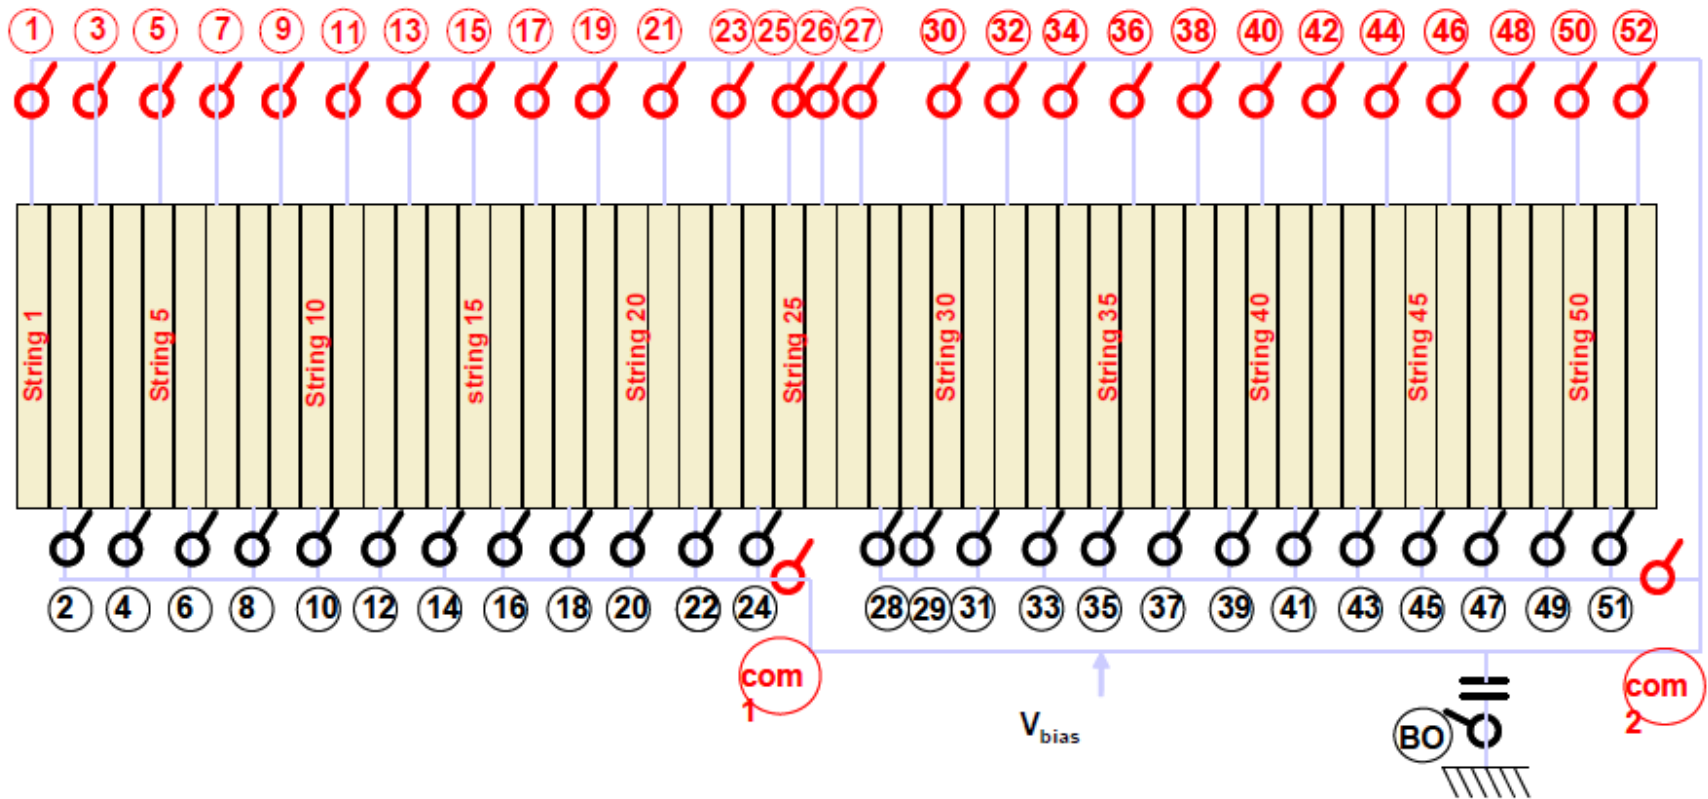 1 3 5 7 9 11 13 15 17 19 21 23 25 26 27 30 32 34 36 38 40 42 44 46 48 50 52
String 1
String 5
String 10
string 15
String 20
String 25
String 30
String 35
String 40
String 45
String 50
2 4 6 8 10 12 14 16 18 20 22 24 28 29 31 33 35 37 39 41 43 45 47 49 51
com
1
V bias
BO
com
2